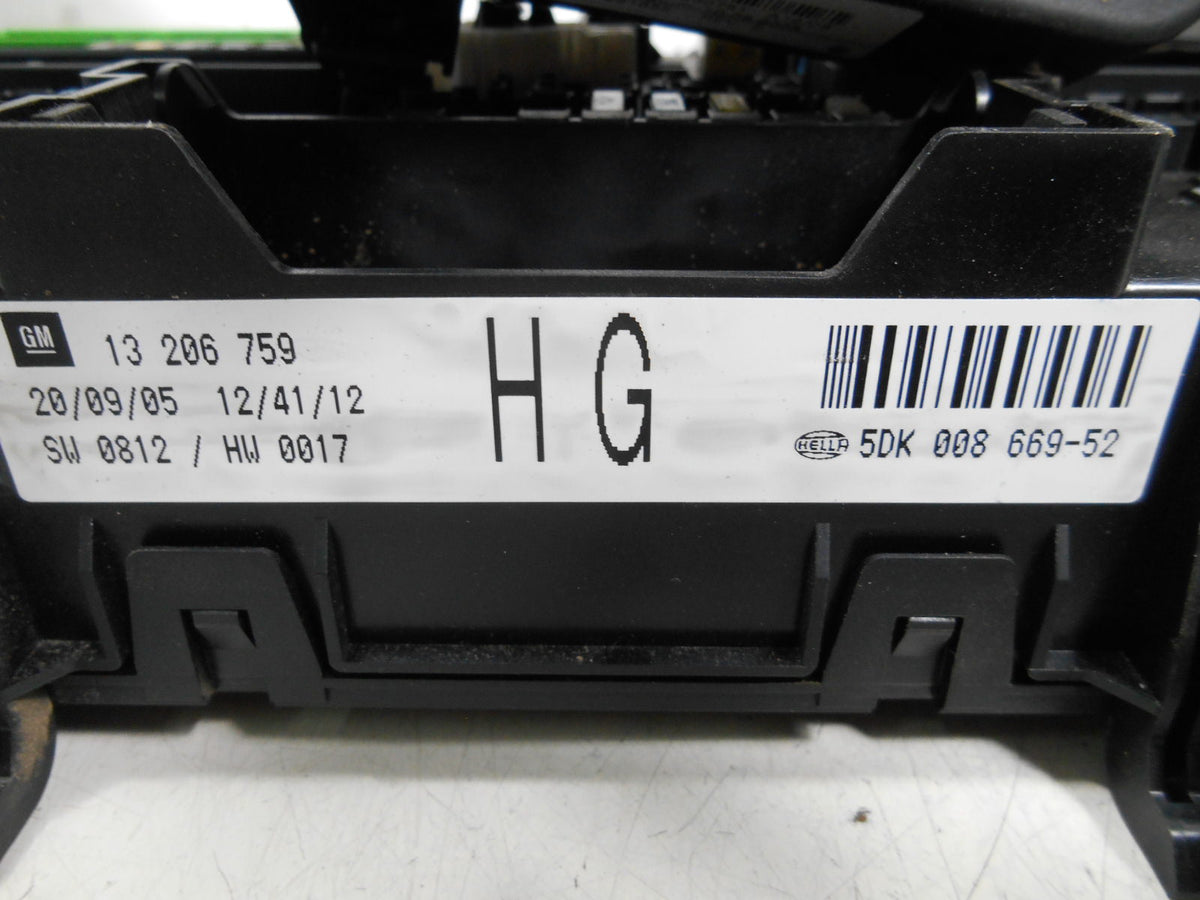 GM 13 206 759
20/09/05 12/41/12
SW 0812 / HW 0017
HG
HELLA 5DK 008 669-52